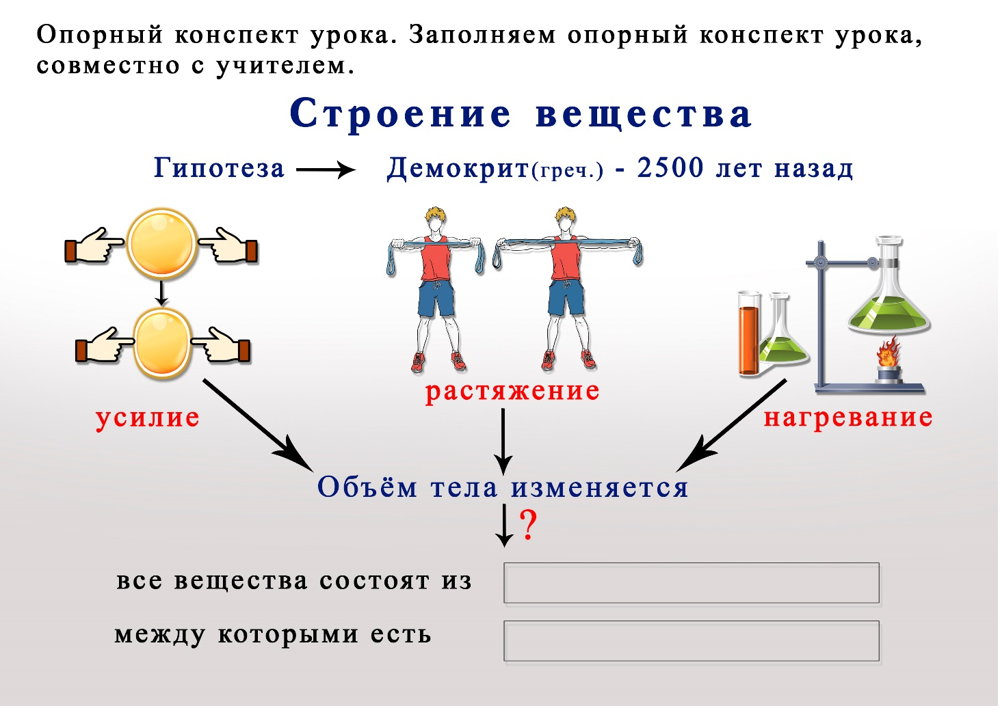 Опорный конспект урока. Заполняем опорный конспект урока,
совместно с учителем.
Строение вещества
Гипотеза Демокрит(греч.) - 2500 лет назад
растяжение
усилие нагревание
Объём тела изменяется
?
все вещества состоят из
между которыми есть